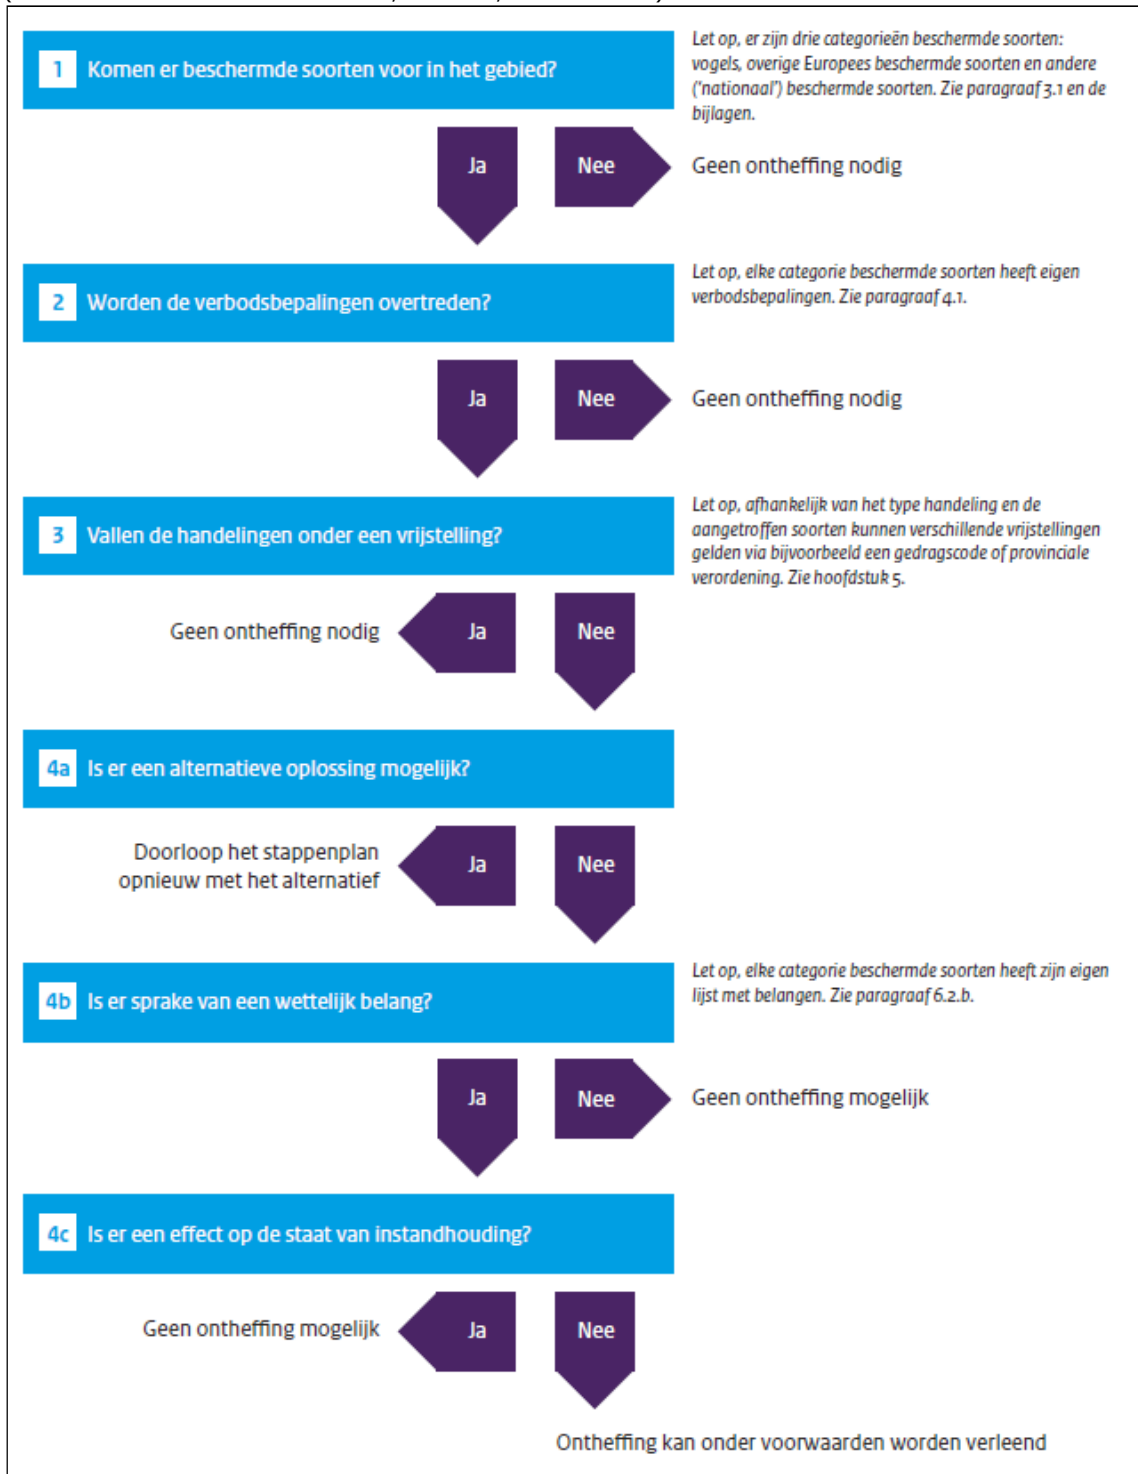 1 Komen er beschermde soorten voor in het gebied?
Let op, er zijn drie categorieën beschermde soorten:
vogels, overige Europees beschermde soorten en andere
('nationaal') beschermde soorten. Zie paragraaf 3.1 en de
bijlagen.
Ja
Nee
Geen ontheffing nodig
2 Worden de verbodsbepalingen overtreden?
Let op, elke categorie beschermde soorten heeft eigen
verbodsbepalingen. Zie paragraaf 4.1.
Ja
Nee
Geen ontheffing nodig
3 Vallen de handelingen onder een vrijstelling?
Let op, afhankelijk van het type handeling en de
aangetroffen soorten kunnen verschillende vrijstellingen
gelden via bijvoorbeeld een gedragscode of provinciale
verordening. Zie hoofdstuk 5.
Geen ontheffing nodig
Ja
Nee
4a Is er een alternatieve oplossing mogelijk?
Doorloop het stappenplan
opnieuw met het alternatief
Ja
Nee
4b Is er sprake van een wettelijk belang?
Let op, elke categorie beschermde soorten heeft zijn eigen
lijst met belangen. Zie paragraaf 6.2.b.
Ja
Nee
Geen ontheffing mogelijk
4c Is er een effect op de staat van instandhouding?
Geen ontheffing mogelijk
Ja
Nee
Ontheffing kan onder voorwaarden worden verleend